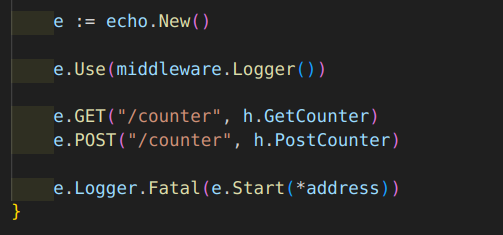 e := echo.New()
e.Use(middleware.Logger())
e.GET("/counter", h.GetCounter)
e.POST("/counter", h.PostCounter)
e.Logger.Fatal(e.Start(*address))
}